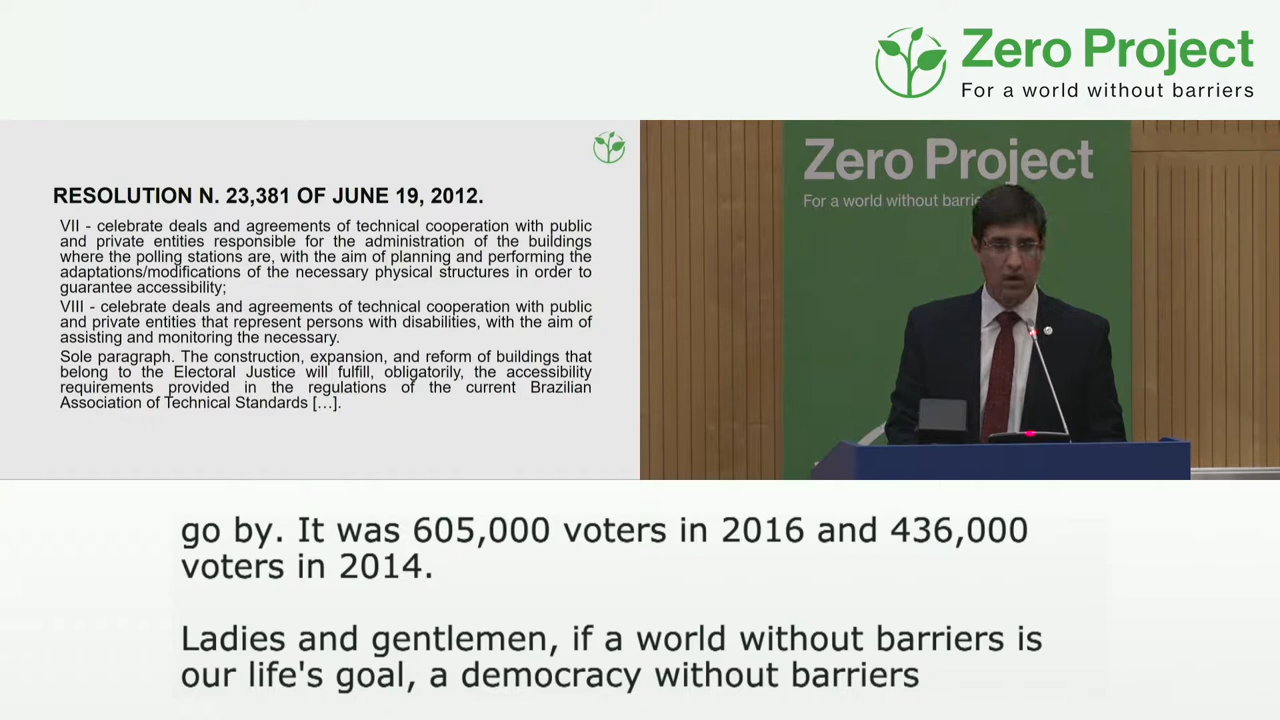 Zero Project
For a world without barriers
RESOLUTION N. 23,381 OF JUNE 19, 2012.
VII - celebrate deals and agreements of technical cooperation with public
and private entities responsible for the administration of the buildings
where the polling stations are, with the aim of planning and performing the
adaptations/modifications of the necessary physical structures in order to
guarantee accessibility;
VIII - celebrate deals and agreements of technical cooperation with public
and private entities that represent persons with disabilities, with the aim of
assisting and monitoring the necessary.
Sole paragraph. The construction, expansion, and reform of buildings that
belong to the Electoral Justice will fulfill, obligatorily, the accessibility
requirements provided in the regulations of the current Brazilian
Association of Technical Standards […].
Zero Project
For a world without barrie
go by. It was 605,000 voters in 2016 and 436,000
voters in 2014.
Ladies and gentlemen, if a world without barriers is
our life's goal, a democracy without barriers